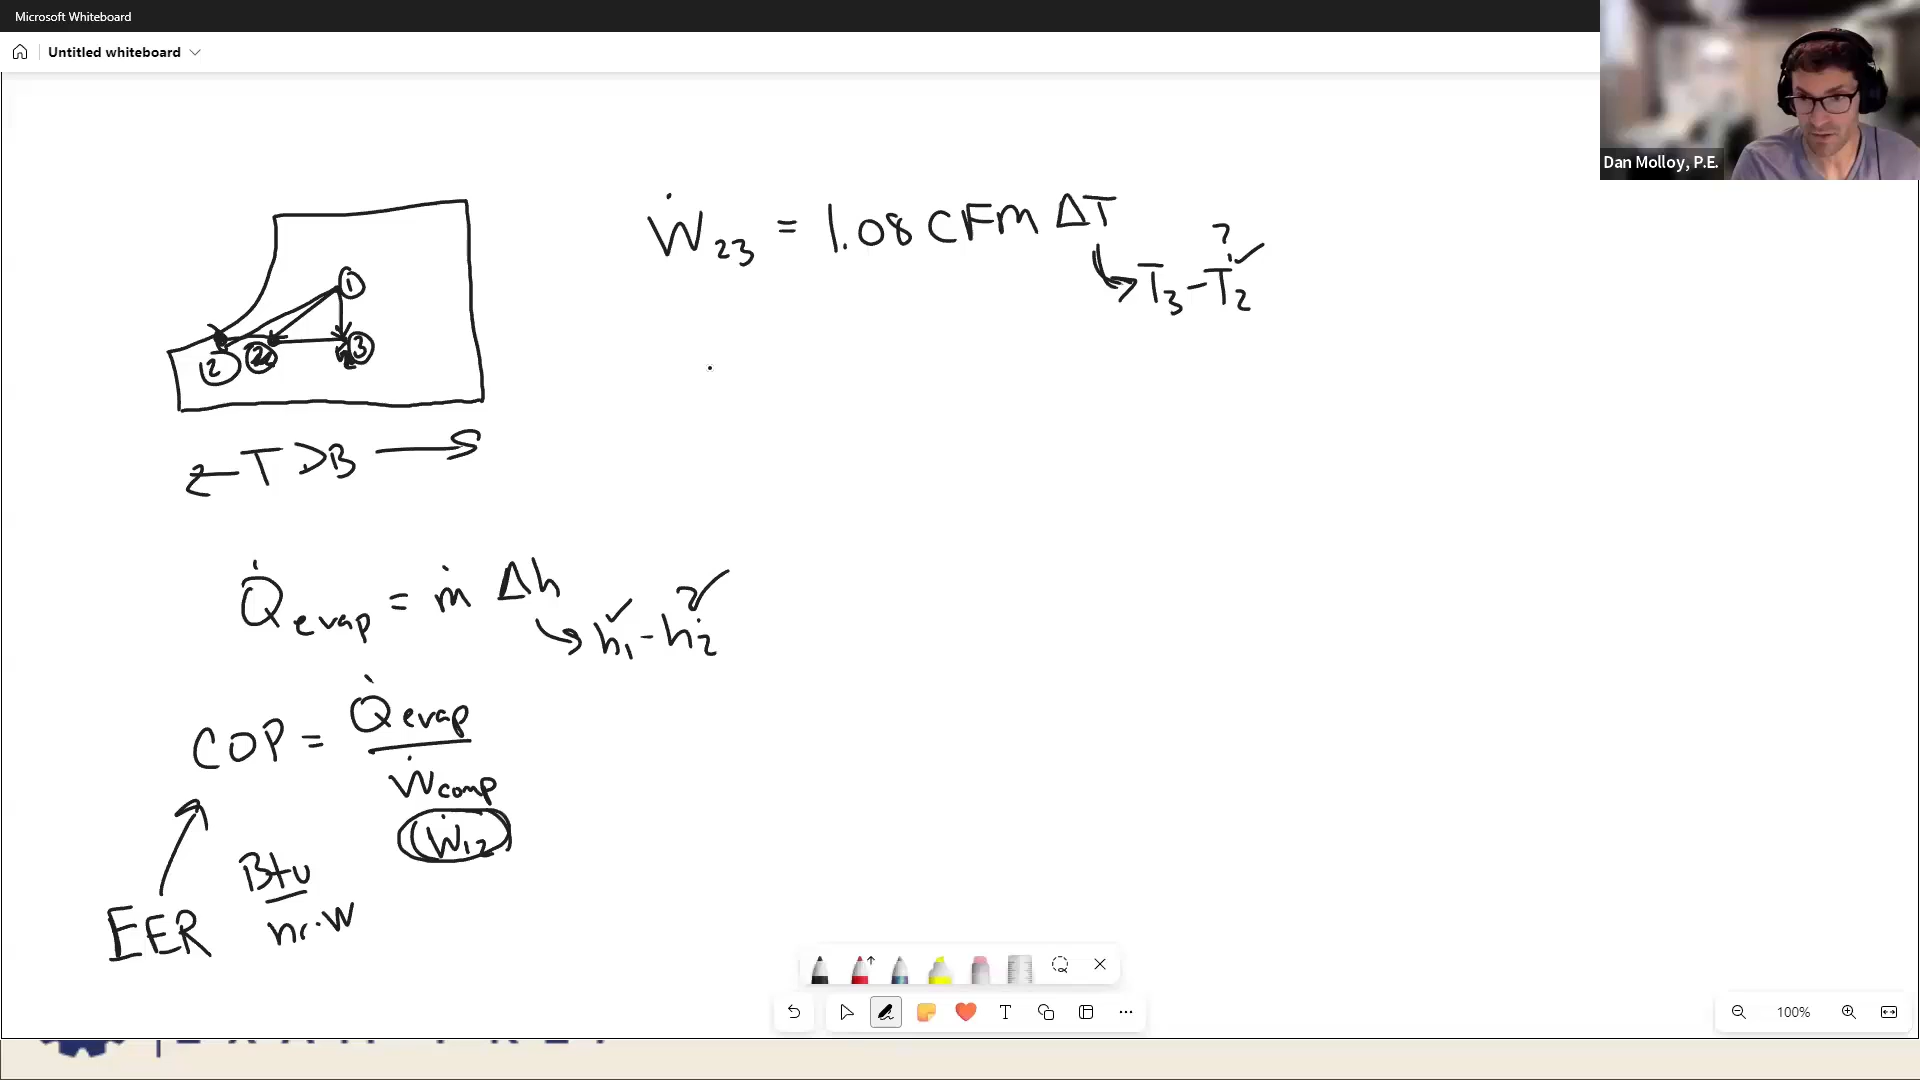 Microsoft Whiteboard
Untitled whiteboard
Dan Molloy, P.E.
Ẇ23 = 1.08 CFM ΔT
?
T3 - T2 ✓
1
2
3
← T DB →
Q̇evap = ṁ Δh
✓ ? ✓
h1 - h2
COP = Q̇evap
Ẇcomp
(Ẇ12)
EER
Btu
hr·W
100%